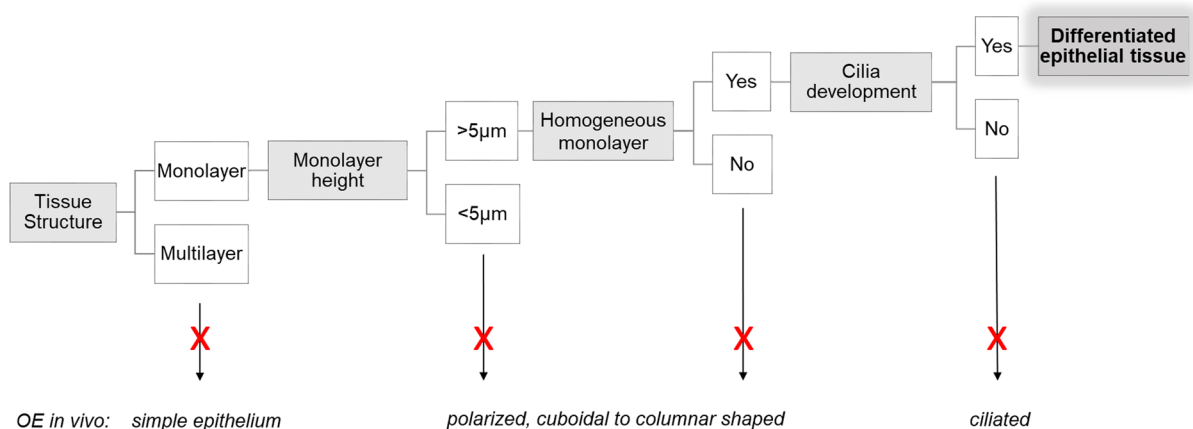 Tissue
Structure
Monolayer
Multilayer
Monolayer
height
>5µm
<5µm
Homogeneous
monolayer
Yes
No
Cilia
development
Yes
No
Differentiated
epithelial tissue
X
X
X
X
OE in vivo:
simple epithelium
polarized, cuboidal to columnar shaped
ciliated